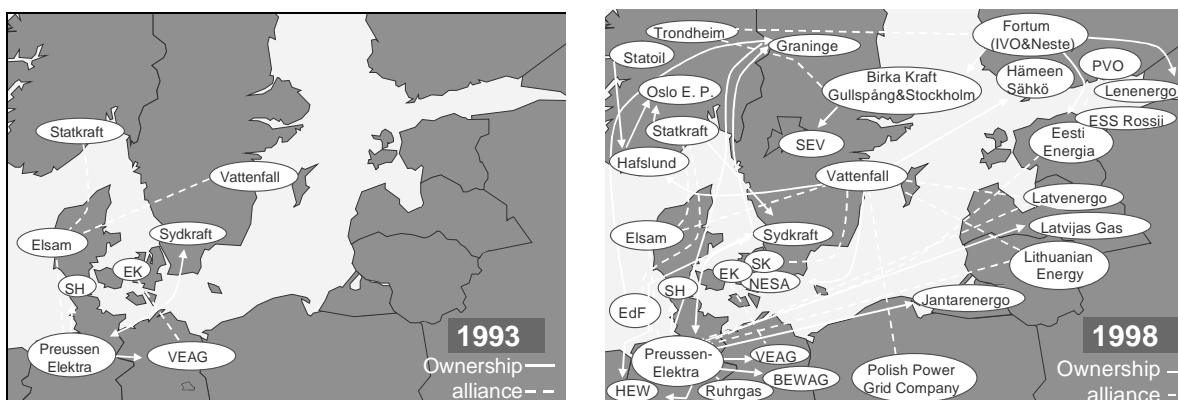 Statkraft
Vattenfall
Elsam
Sydkraft
EK
SH
Preussen
Elektra
VEAG
1993
Ownership
alliance
Trondheim
Fortum
(IVO&Neste)
Statoil
Graninge
PVO
Birka Kraft
Gullspång&Stockholm
Hämeen
Sähkö
Oslo E. P.
Lenenergo
ESS Rossii
Statkraft
SEV
Eesti
Energia
Hafslund
Vattenfall
Latvenergo
Elsam
Sydkraft
Latvijas Gas
SK
EK
NESA
Lithuanian
Energy
SH
Jantarenergo
EdF
1998
Preussen-
Elektra
VEAG
BEWAG
Polish Power
Grid Company
HEW
Ruhrgas
Ownership
alliance